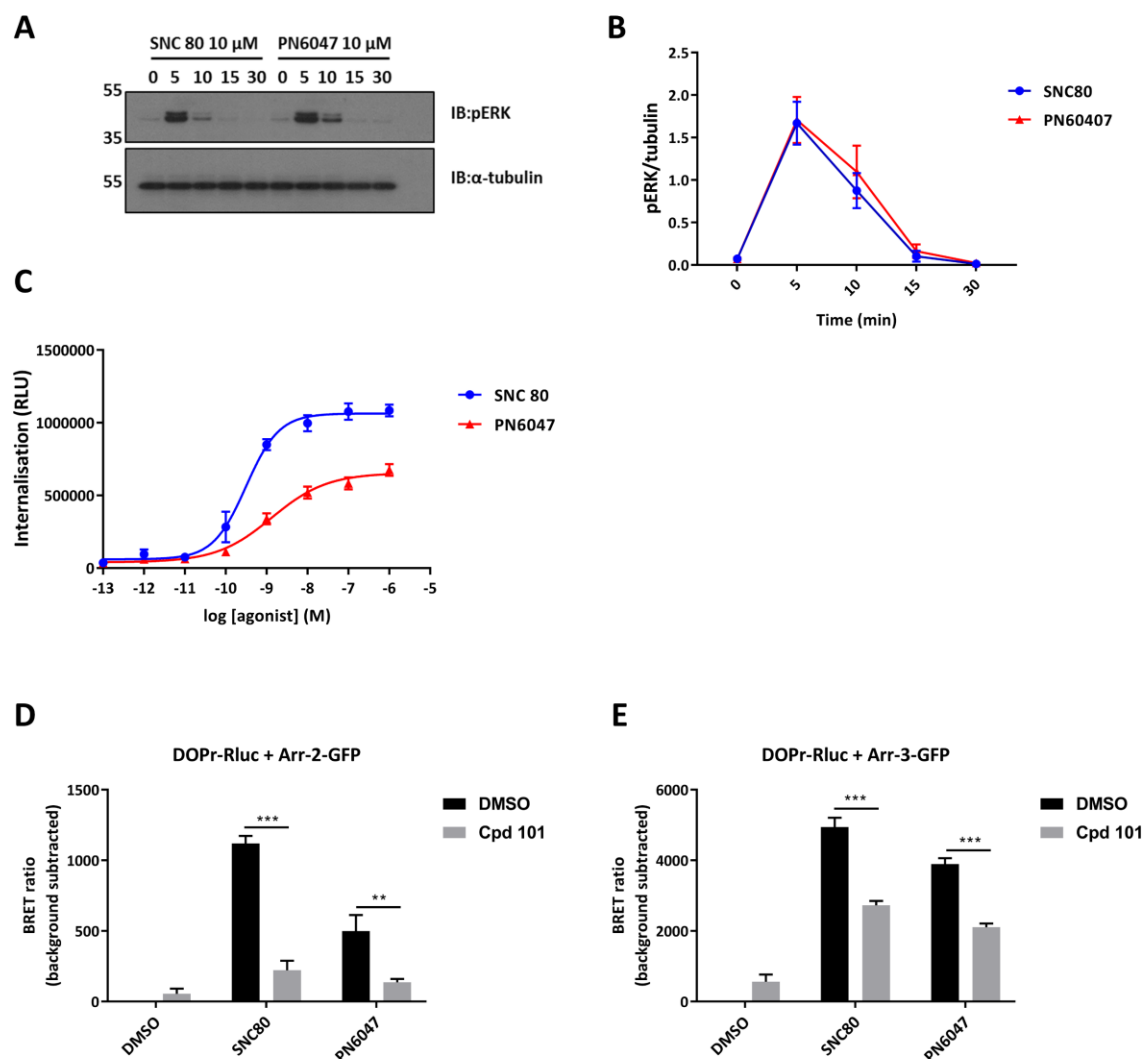 A
SNC 80 10 µM PN6047 10 µM
0 5 10 15 30 0 5 10 15 30
55
35
IB:pERK
55
IB:α-tubulin
B
2.0
1.5
1.0
0.5
0.0
pERK/tubulin
0 5 10 15 30
Time (min)
SNC80
PN60407
C
1500000
1000000
500000
0
Internalisation (RLU)
-13 -12 -11 -10 -9 -8 -7 -6 -5
log [agonist] (M)
SNC 80
PN6047
D
DOPr-Rluc + Arr-2-GFP
1500
1000
500
0
BRET ratio
(background subtracted)
***
**
DMSO SNC80 PN6047
DMSO
Cpd 101
E
DOPr-Rluc + Arr-3-GFP
6000
4000
2000
0
BRET ratio
(background subtracted)
***
***
DMSO SNC80 PN6047
DMSO
Cpd 101